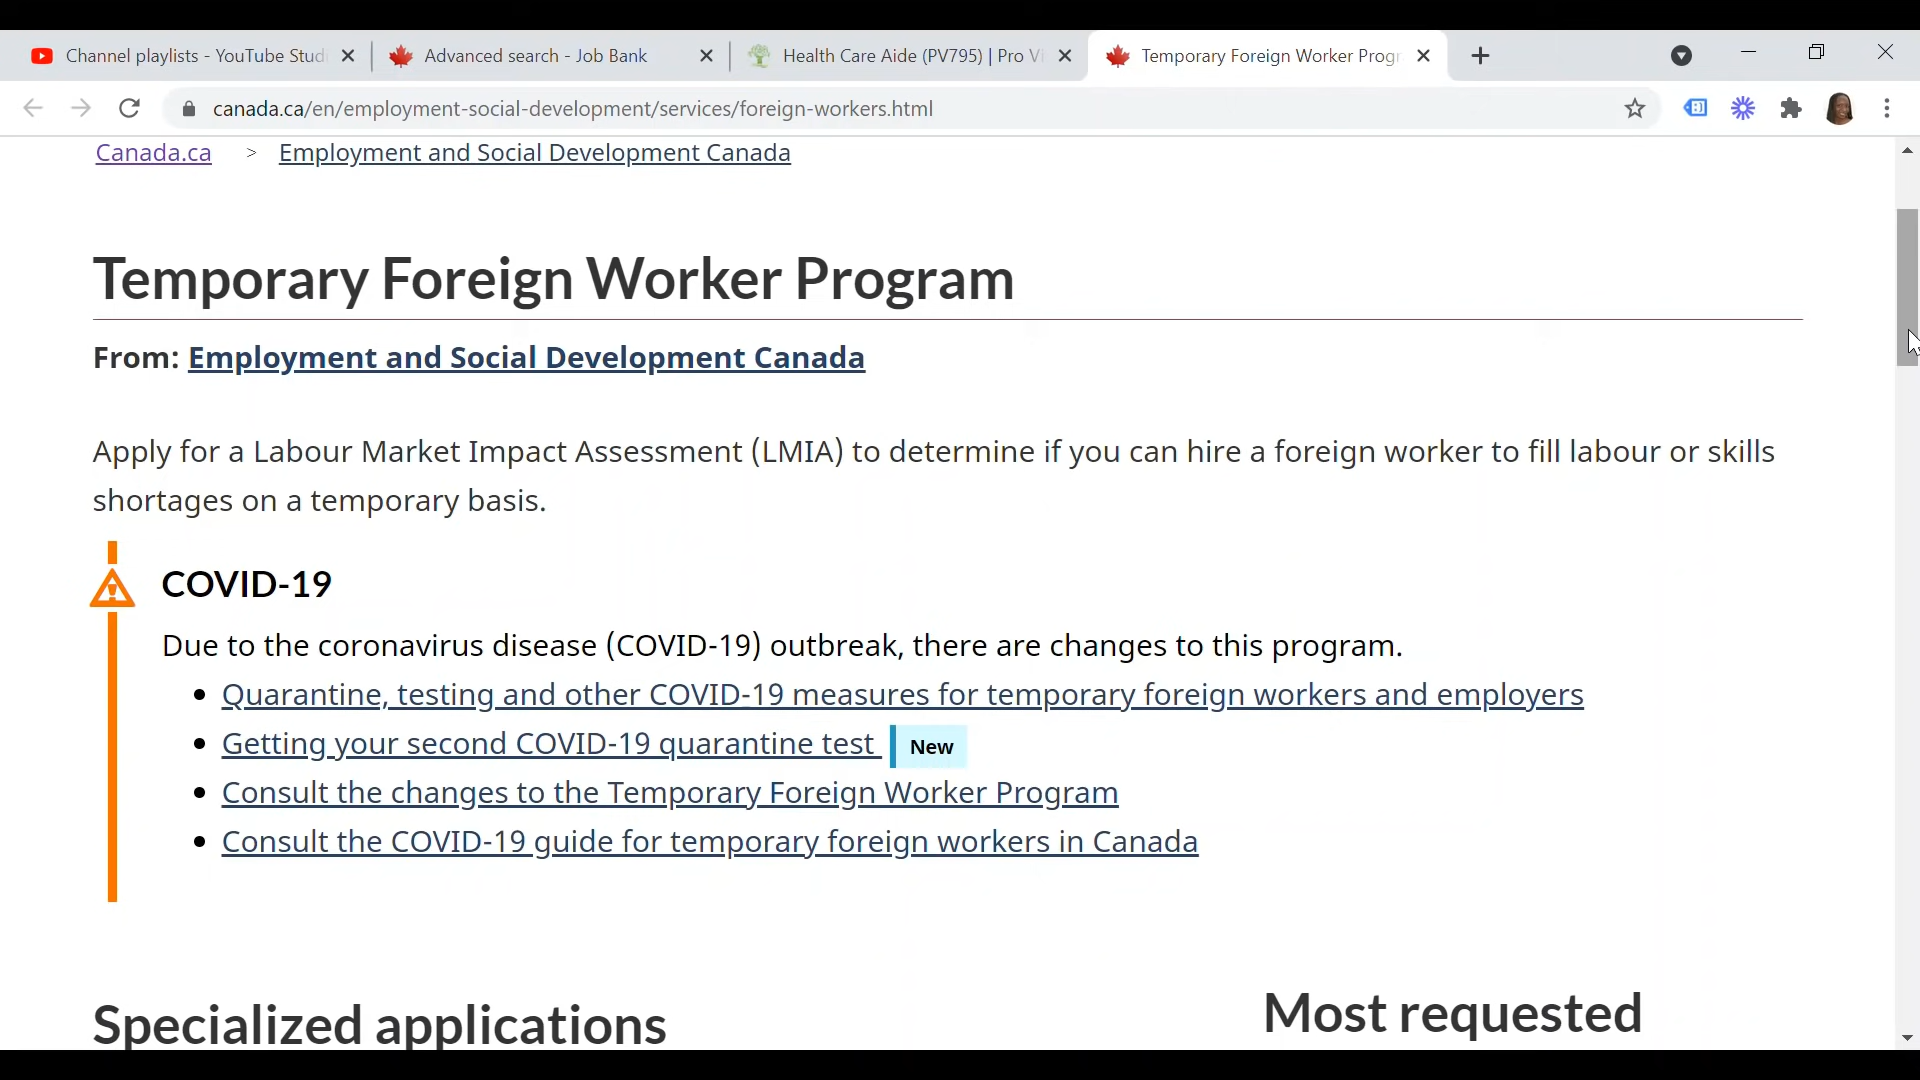 Channel playlists - YouTube Stud
Advanced search - Job Bank
Health Care Aide (PV795) | Pro Vi
Temporary Foreign Worker Progr
canada.ca/en/employment-social-development/services/foreign-workers.html
Canada.ca > Employment and Social Development Canada
Temporary Foreign Worker Program
From: Employment and Social Development Canada
Apply for a Labour Market Impact Assessment (LMIA) to determine if you can hire a foreign worker to fill labour or skills
shortages on a temporary basis.
COVID-19
Due to the coronavirus disease (COVID-19) outbreak, there are changes to this program.
• Quarantine, testing and other COVID-19 measures for temporary foreign workers and employers
• Getting your second COVID-19 quarantine test New
• Consult the changes to the Temporary Foreign Worker Program
• Consult the COVID-19 guide for temporary foreign workers in Canada
Specialized applications
Most requested